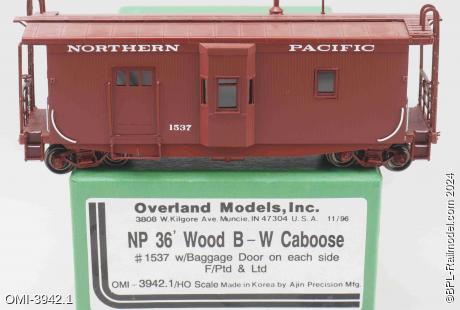 NORTHERN PACIFIC
1537
Overland Models, Inc.
3808 W. Kilgore Ave. Muncie, IN 47304 U.S.A. 11/96
NP 36' Wood B-W Caboose
#1537 w/Baggage Door on each side
F/Ptd & Ltd
OMI-3942.1/HO Scale Made in Korea by Ajin Precision Mfg.
OMI-3942.1
©BPL-Railmodel.com 2024